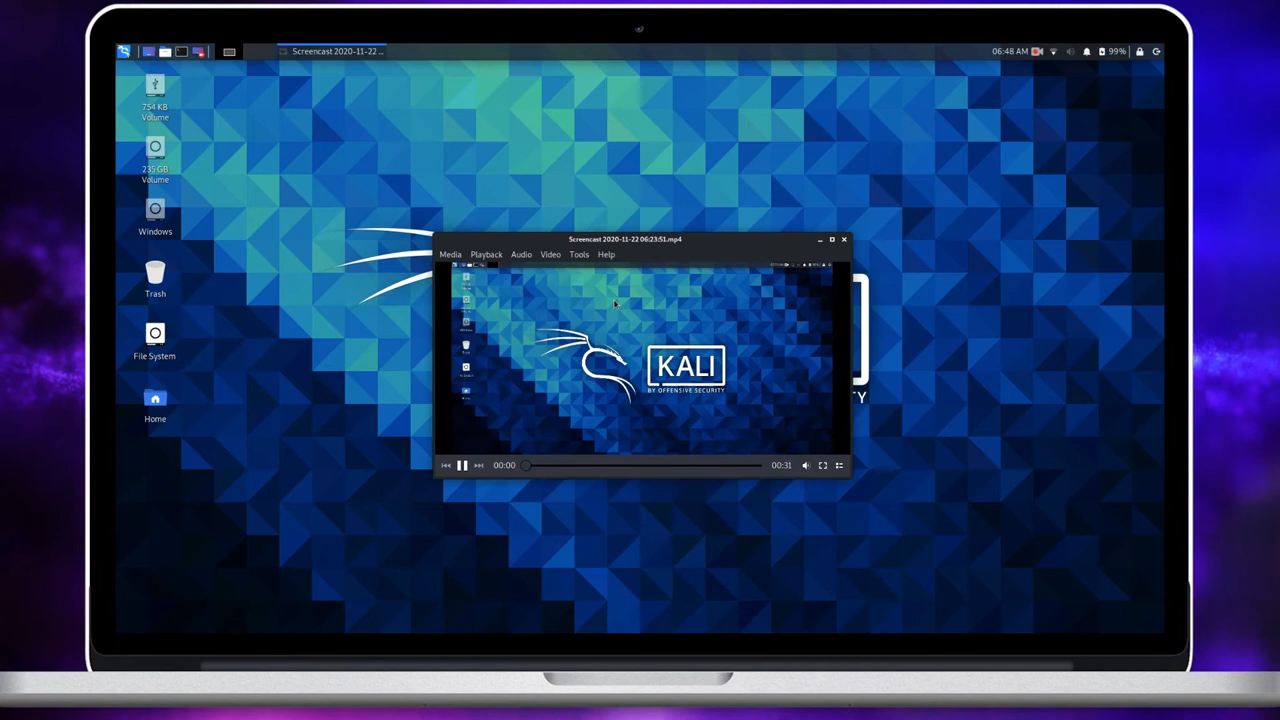 Screencast 2020-11-22 ...
06:48 AM
99%
754 KB
Volume
235 GB
Volume
Windows
Trash
File System
Home
Screencast 2020-11-22 06:23:51.mp4
Media Playback Audio Video Tools Help
KALI
BY OFFENSIVE SECURITY
TY
00:00
00:31